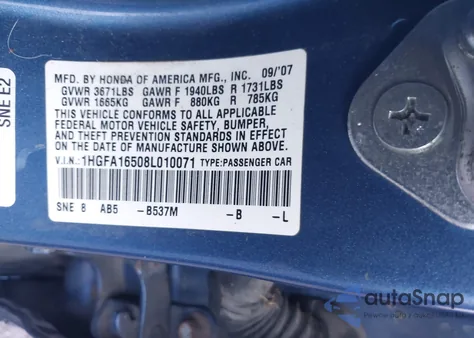 SNE E2
MFD. BY HONDA OF AMERICA MFG., INC. 09/'07
GVWR 3671LBS GAWR F 1940LBS R 1731LBS
GVWR 1665KG GAWR F 880KG R 785KG
THIS VEHICLE CONFORMS TO ALL APPLICABLE
FEDERAL MOTOR VEHICLE SAFETY, BUMPER,
AND THEFT PREVENTION STANDARDS IN EFFECT
ON THE DATE OF MANUFACTURE SHOWN ABOVE.
V.I.N.: 1HGFA16508L010071 TYPE:PASSENGER CAR
SNE 8 AB5 -B537M -B -L
autoSnap